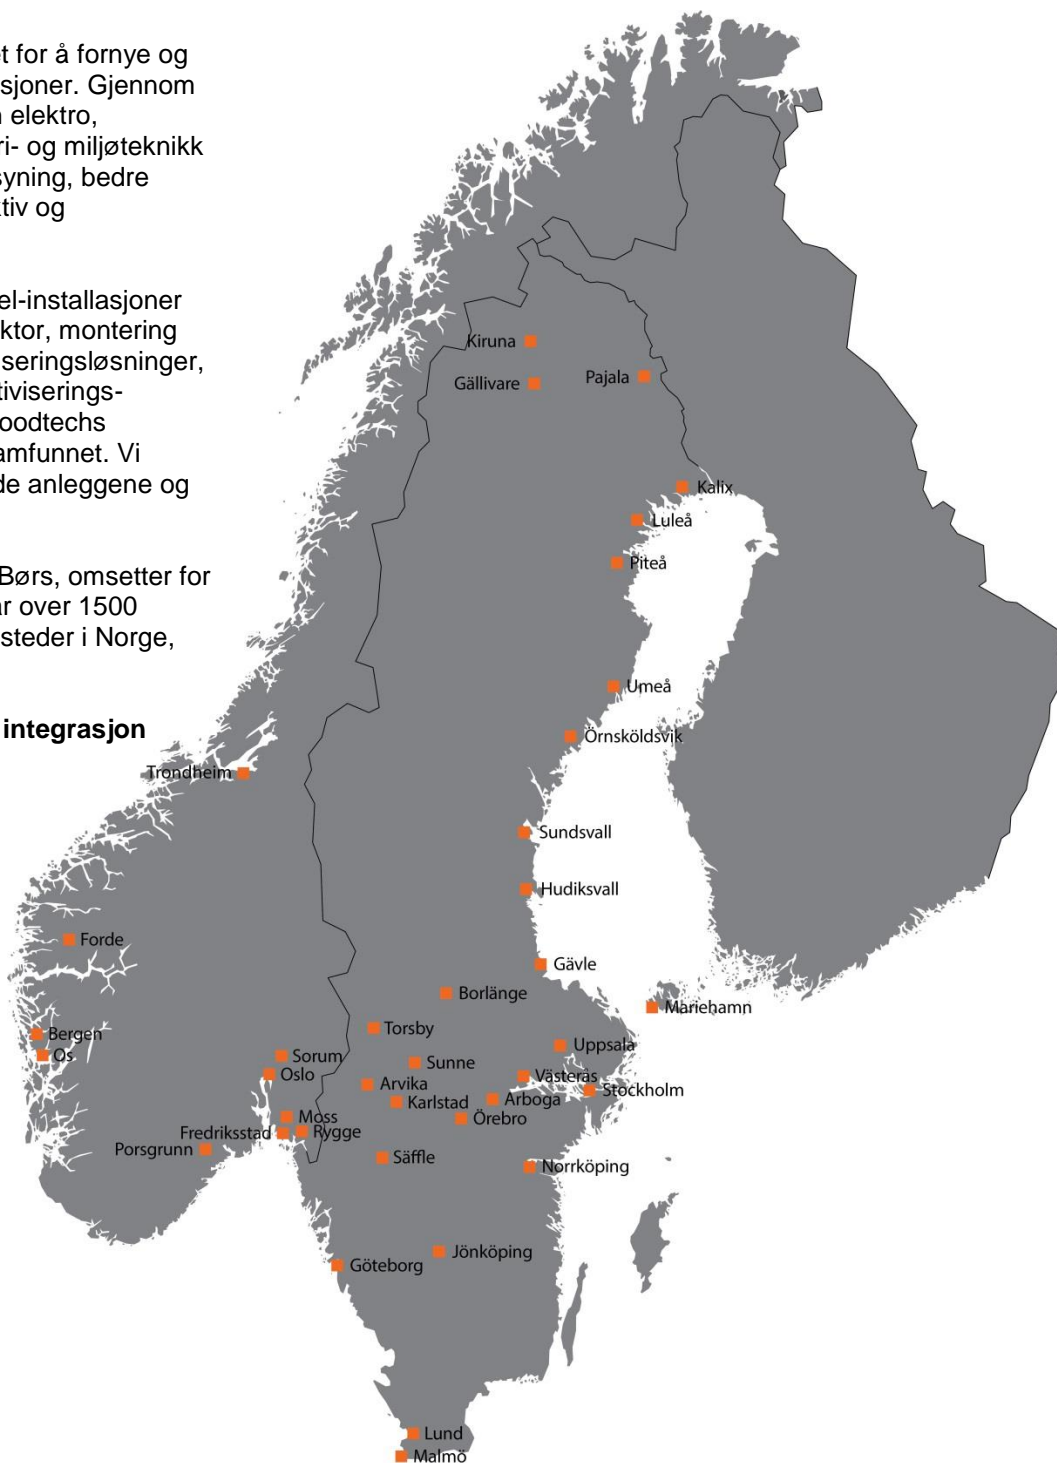 t for å fornye og
sjoner. Gjennom
elektro,
ri- og miljøteknikk
syning, bedre
ktiv og
el-installasjoner
ktor, montering
seringsløsninger,
tiviserings-
oodtechs
amfunnet. Vi
de anleggene og
Børs, omsetter for
ar over 1500
steder i Norge,
integrasjon
Kiruna
Gällivare
Pajala
Kalix
Luleå
Piteå
Umeå
Örnsköldsvik
Trondheim
Sundsvall
Hudiksvall
Forde
Gävle
Borlänge
Mariehamn
Torsby
Bergen
Uppsala
Os
Sorum
Sunne
Oslo
Västerås
Arvika
Stockholm
Karlstad
Arboga
Moss
Örebro
Fredriksstad
Rygge
Porsgrunn
Säffle
Norrköping
Jönköping
Göteborg
Lund
Malmö